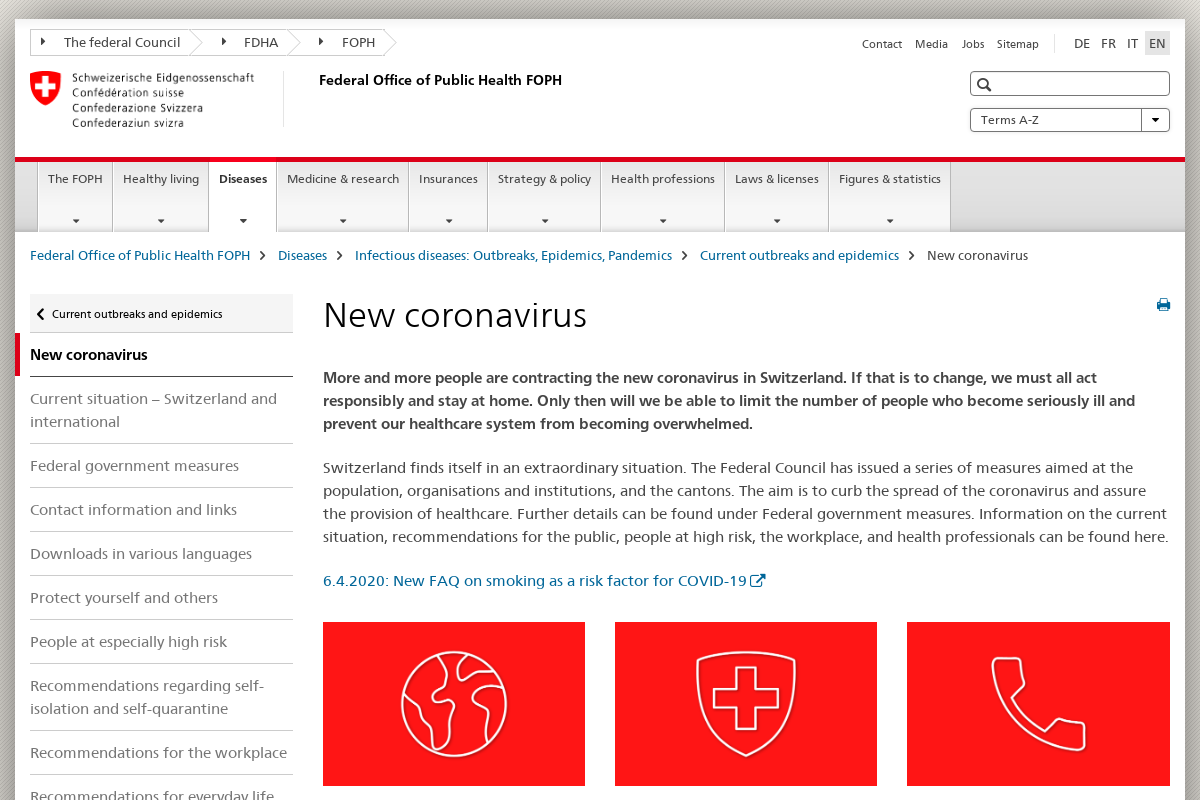 The federal Council
FDHA
FOPH
Contact
Media
Jobs
Sitemap
DE
FR
IT
EN
Schweizerische Eidgenossenschaft
Confédération suisse
Confederazione Svizzera
Confederaziun svizra
Federal Office of Public Health FOPH
Terms A-Z
The FOPH
Healthy living
Diseases
Medicine & research
Insurances
Strategy & policy
Health professions
Laws & licenses
Figures & statistics
Federal Office of Public Health FOPH
Diseases
Infectious diseases: Outbreaks, Epidemics, Pandemics
Current outbreaks and epidemics
New coronavirus
Current outbreaks and epidemics
New coronavirus
Current situation – Switzerland and
international
Federal government measures
Contact information and links
Downloads in various languages
Protect yourself and others
People at especially high risk
Recommendations regarding self-
isolation and self-quarantine
Recommendations for the workplace
Recommendations for everyday life
New coronavirus
More and more people are contracting the new coronavirus in Switzerland. If that is to change, we must all act
responsibly and stay at home. Only then will we be able to limit the number of people who become seriously ill and
prevent our healthcare system from becoming overwhelmed.
Switzerland finds itself in an extraordinary situation. The Federal Council has issued a series of measures aimed at the
population, organisations and institutions, and the cantons. The aim is to curb the spread of the coronavirus and assure
the provision of healthcare. Further details can be found under Federal government measures. Information on the current
situation, recommendations for the public, people at high risk, the workplace, and health professionals can be found here.
6.4.2020: New FAQ on smoking as a risk factor for COVID-19